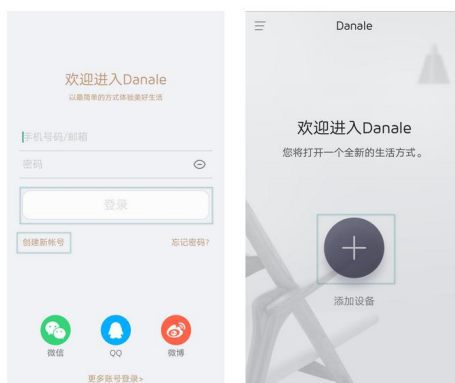 欢迎进入Danale
以最简单的方式体验美好生活
手机号码/邮箱
密码
登录
创建新帐号
忘记密码?
微信
QQ
微博
更多账号登录>
Danale
欢迎进入Danale
您将打开一个全新的生活方式。
添加设备